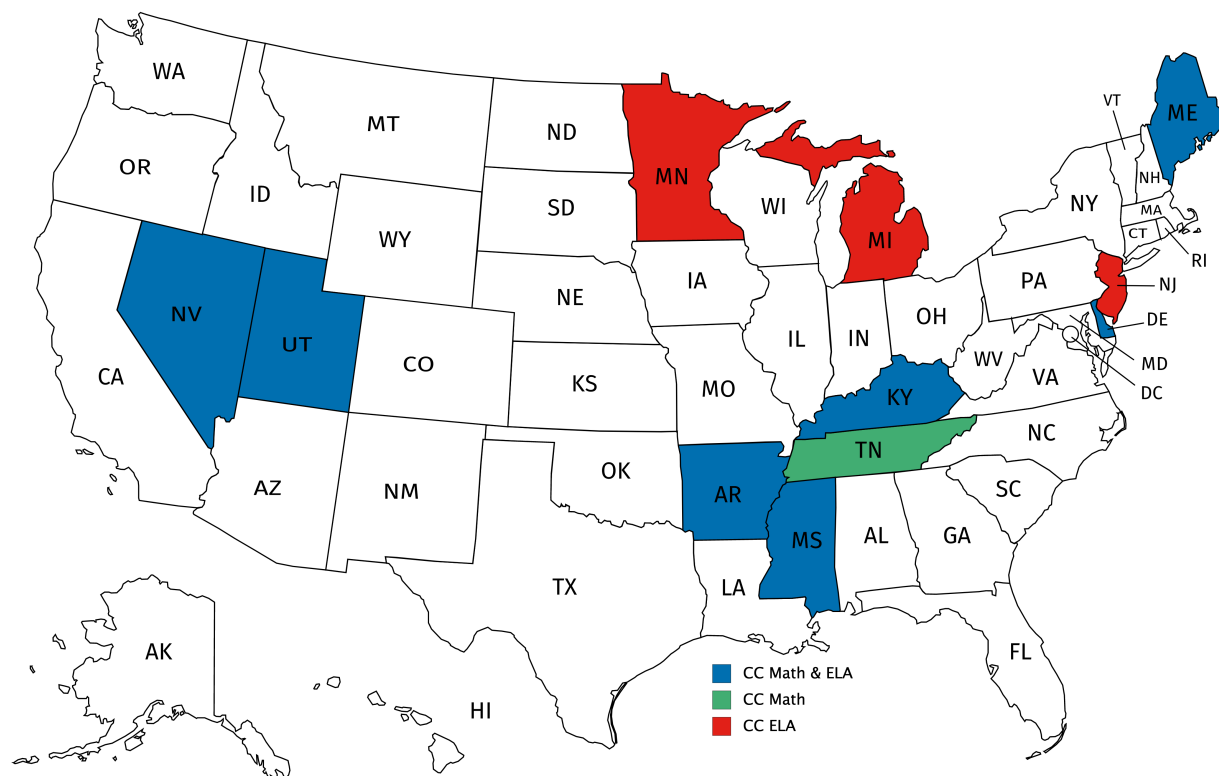 WA
MT
ND
MN
ME
VT
OR
ID
SD
WI
NH
NY
MA
CT
WY
MI
RI
NV
NE
IA
PA
NJ
UT
CO
IL
IN
OH
DE
CA
KS
MO
WV
VA
MD
DC
KY
NC
TN
AZ
NM
OK
AR
SC
MS
AL
GA
TX
LA
AK
FL
HI
CC Math & ELA
CC Math
CC ELA